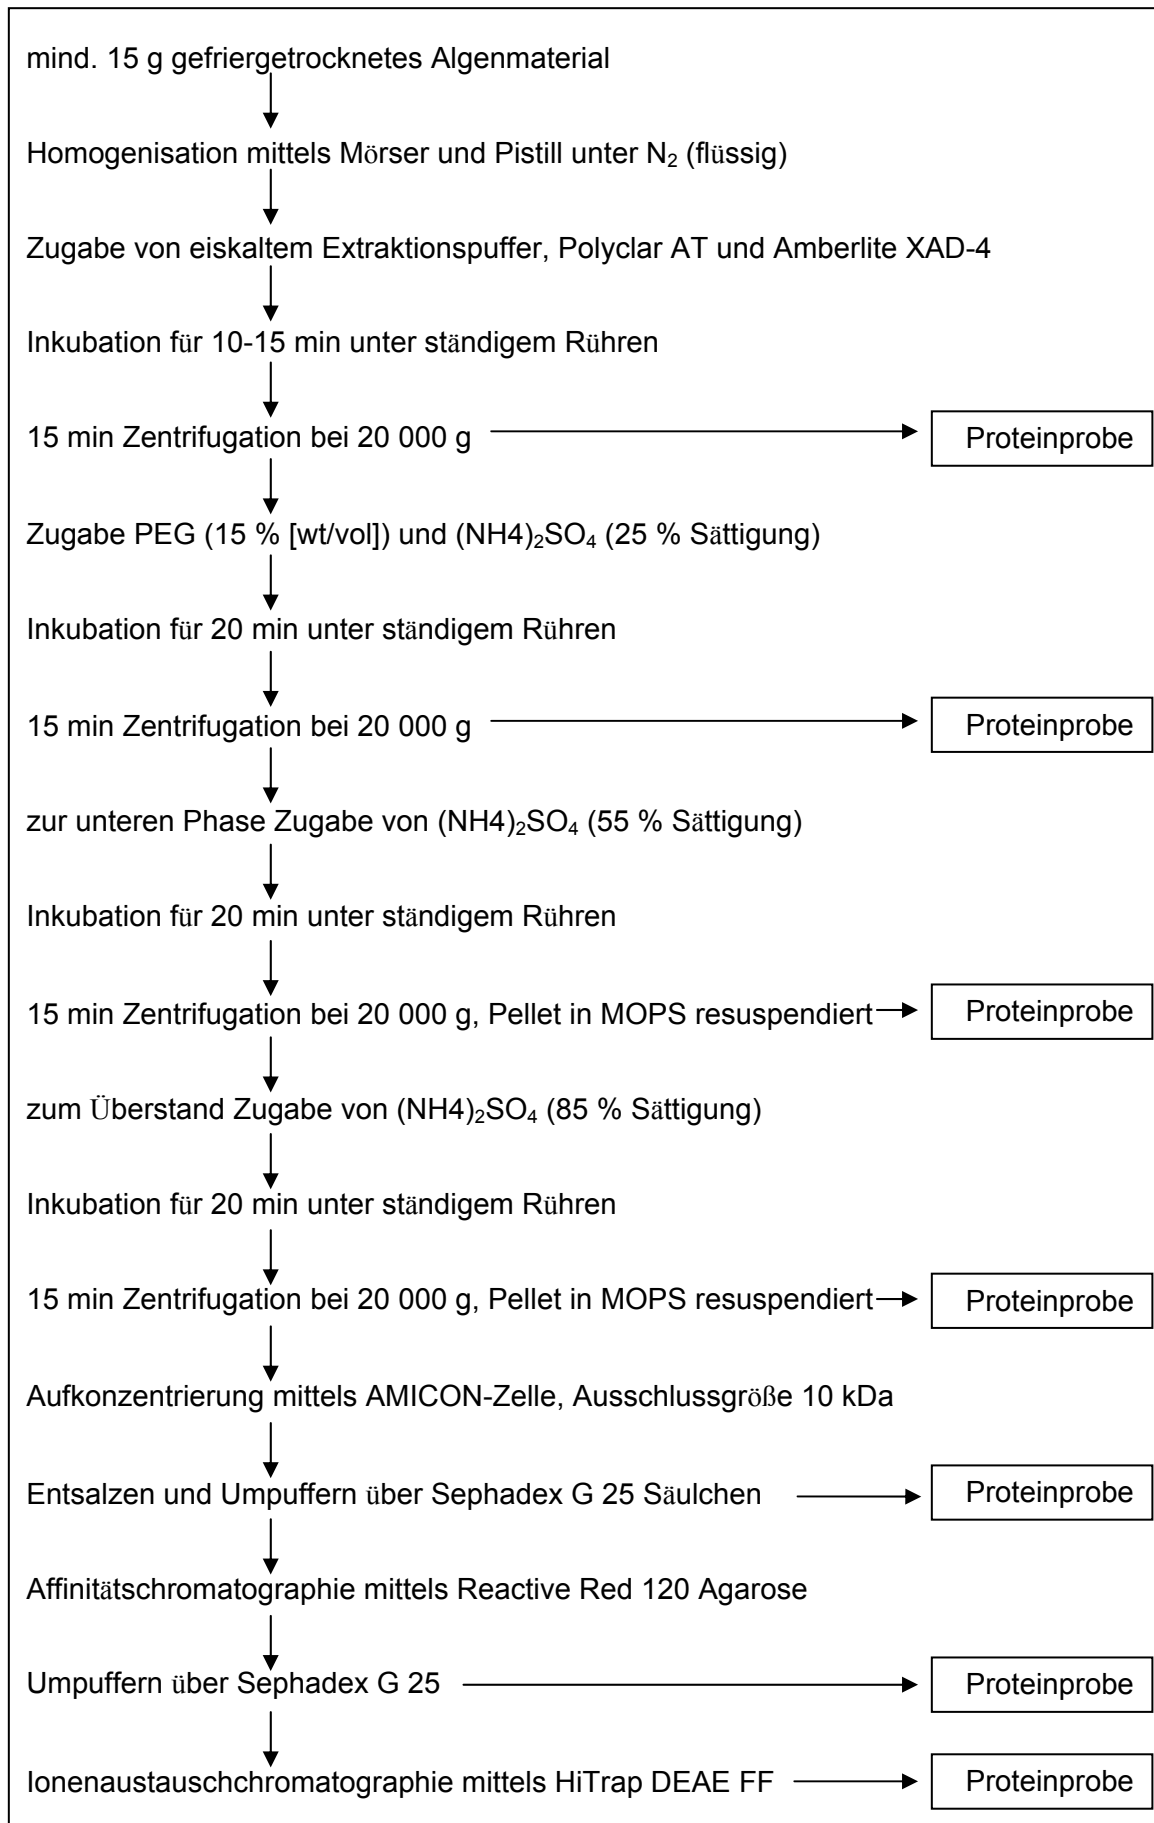 mind. 15 g gefriergetrocknetes Algenmaterial
Homogenisation mittels Mörser und Pistill unter N₂ (flüssig)
Zugabe von eiskaltem Extraktionspuffer, Polyclar AT und Amberlite XAD-4
Inkubation für 10-15 min unter ständigem Rühren
15 min Zentrifugation bei 20 000 g
Proteinprobe
Zugabe PEG (15 % [wt/vol]) und (NH4)₂SO₄ (25 % Sättigung)
Inkubation für 20 min unter ständigem Rühren
15 min Zentrifugation bei 20 000 g
Proteinprobe
zur unteren Phase Zugabe von (NH4)₂SO₄ (55 % Sättigung)
Inkubation für 20 min unter ständigem Rühren
15 min Zentrifugation bei 20 000 g, Pellet in MOPS resuspendiert
Proteinprobe
zum Überstand Zugabe von (NH4)₂SO₄ (85 % Sättigung)
Inkubation für 20 min unter ständigem Rühren
15 min Zentrifugation bei 20 000 g, Pellet in MOPS resuspendiert
Proteinprobe
Aufkonzentrierung mittels AMICON-Zelle, Ausschlussgröße 10 kDa
Entsalzen und Umpuffern über Sephadex G 25 Säulchen
Proteinprobe
Affinitätschromatographie mittels Reactive Red 120 Agarose
Umpuffern über Sephadex G 25
Proteinprobe
Ionenaustauschchromatographie mittels HiTrap DEAE FF
Proteinprobe